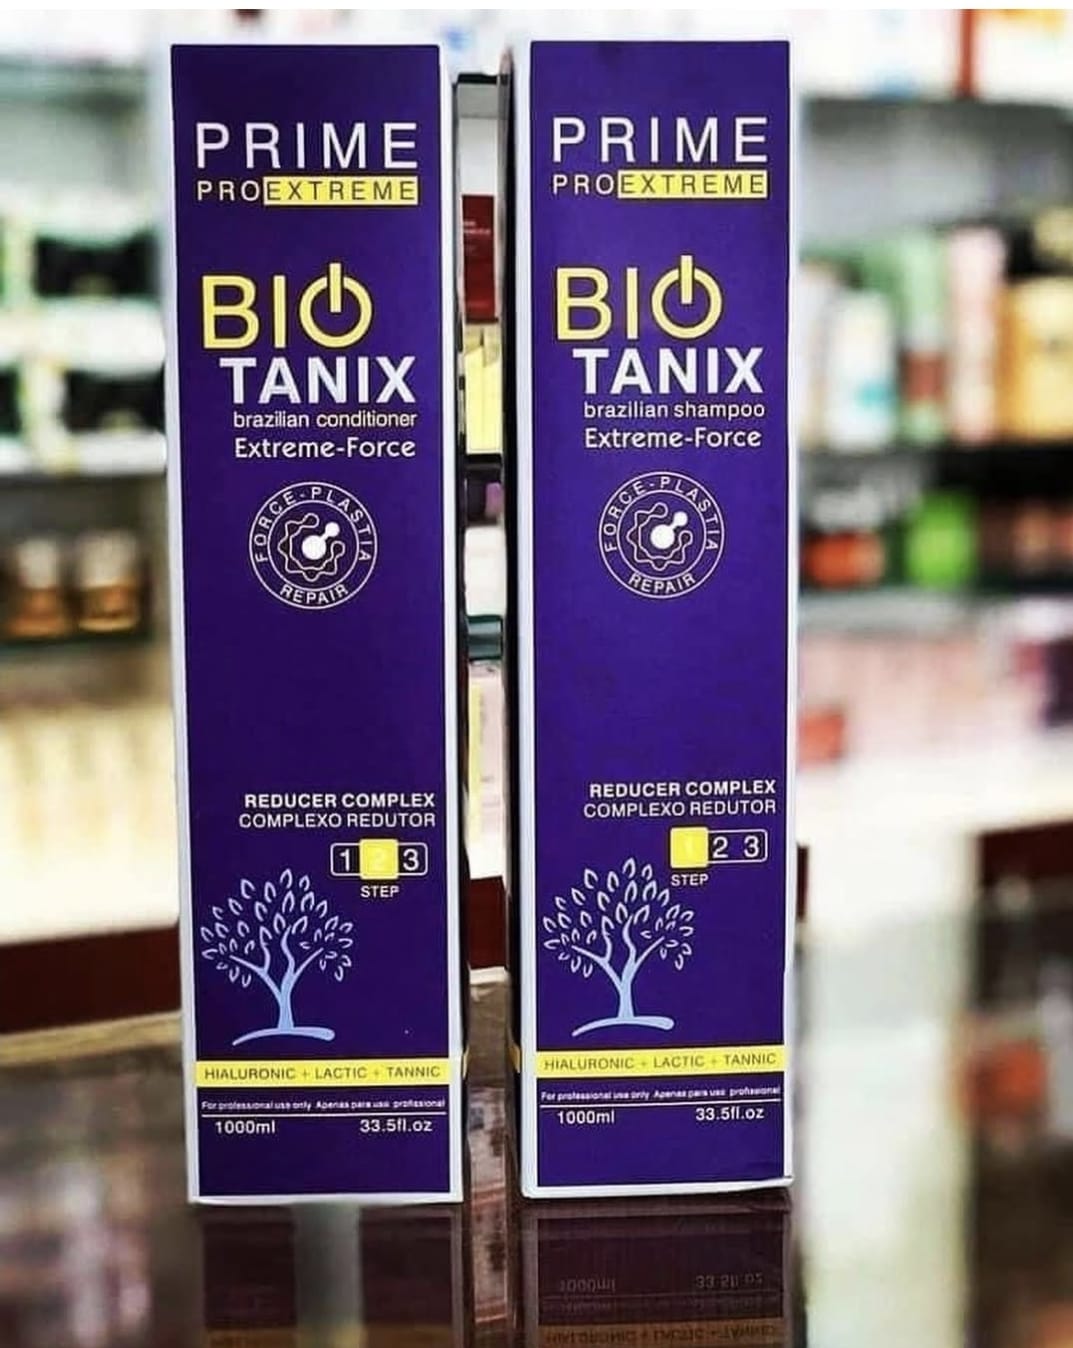 PRIME
PROEXTREME
BIO
TANIX
brazilian conditioner
Extreme-Force
FORCE-PLASTIA
REPAIR
REDUCER COMPLEX
COMPLEXO REDUTOR
1 2 3
STEP
HIALURONIC + LACTIC + TANNIC
For professional use only Apenas para uso profissional
1000ml 33.5fl.oz
PRIME
PROEXTREME
BIO
TANIX
brazilian shampoo
Extreme-Force
FORCE-PLASTIA
REPAIR
REDUCER COMPLEX
COMPLEXO REDUTOR
1 2 3
STEP
HIALURONIC + LACTIC + TANNIC
For professional use only Apenas para uso profissional
1000ml 33.5fl.oz